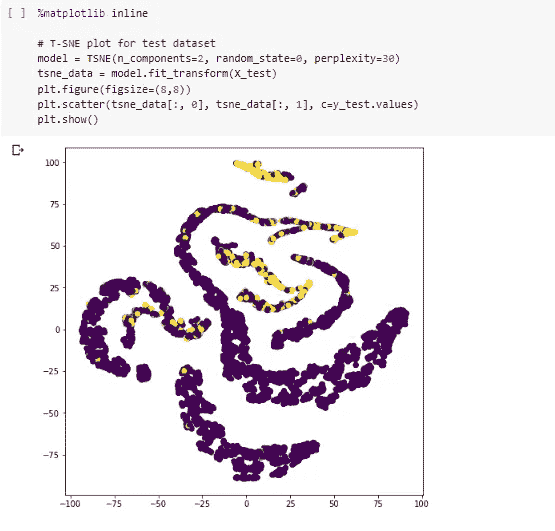 [ ] %matplotlib inline
# T-SNE plot for test dataset
model = TSNE(n_components=2, random_state=0, perplexity=30)
tsne_data = model.fit_transform(X_test)
plt.figure(figsize=(8,8))
plt.scatter(tsne_data[:, 0], tsne_data[:, 1], c=y_test.values)
plt.show()
100
75
50
25
0
−25
−50
−75
−100 −75 −50 −25 0 25 50 75 100